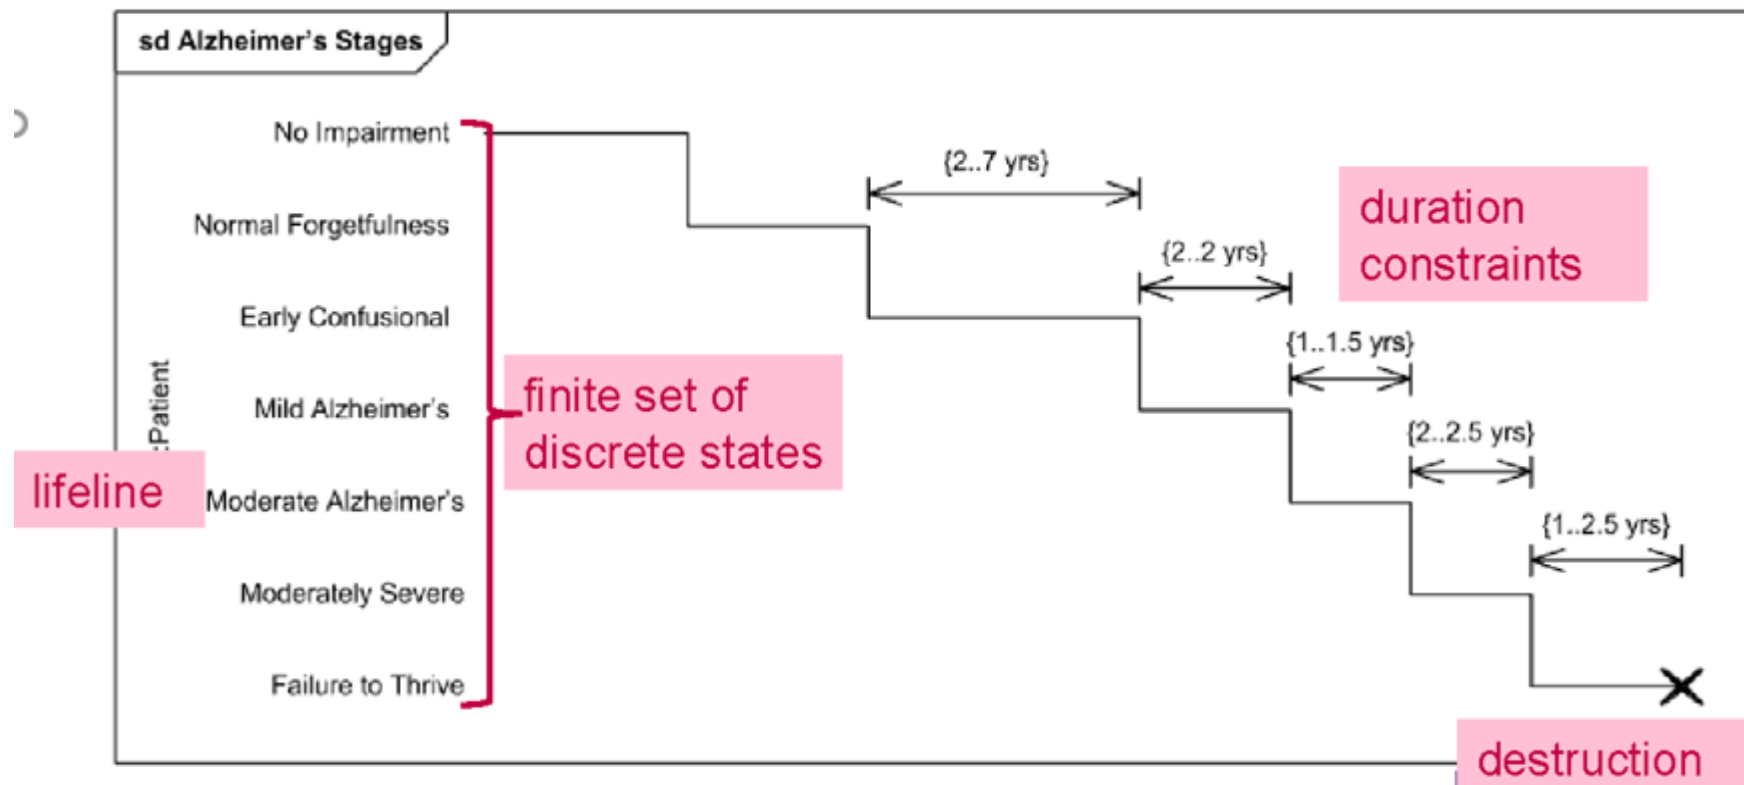 sd Alzheimer's Stages
No Impairment
{2..7 yrs}
duration
constraints
Normal Forgetfulness
{2..2 yrs}
Early Confusional
{1..1.5 yrs}
:Patient
Mild Alzheimer's
finite set of
discrete states
{2..2.5 yrs}
lifeline
Moderate Alzheimer's
{1..2.5 yrs}
Moderately Severe
Failure to Thrive
destruction